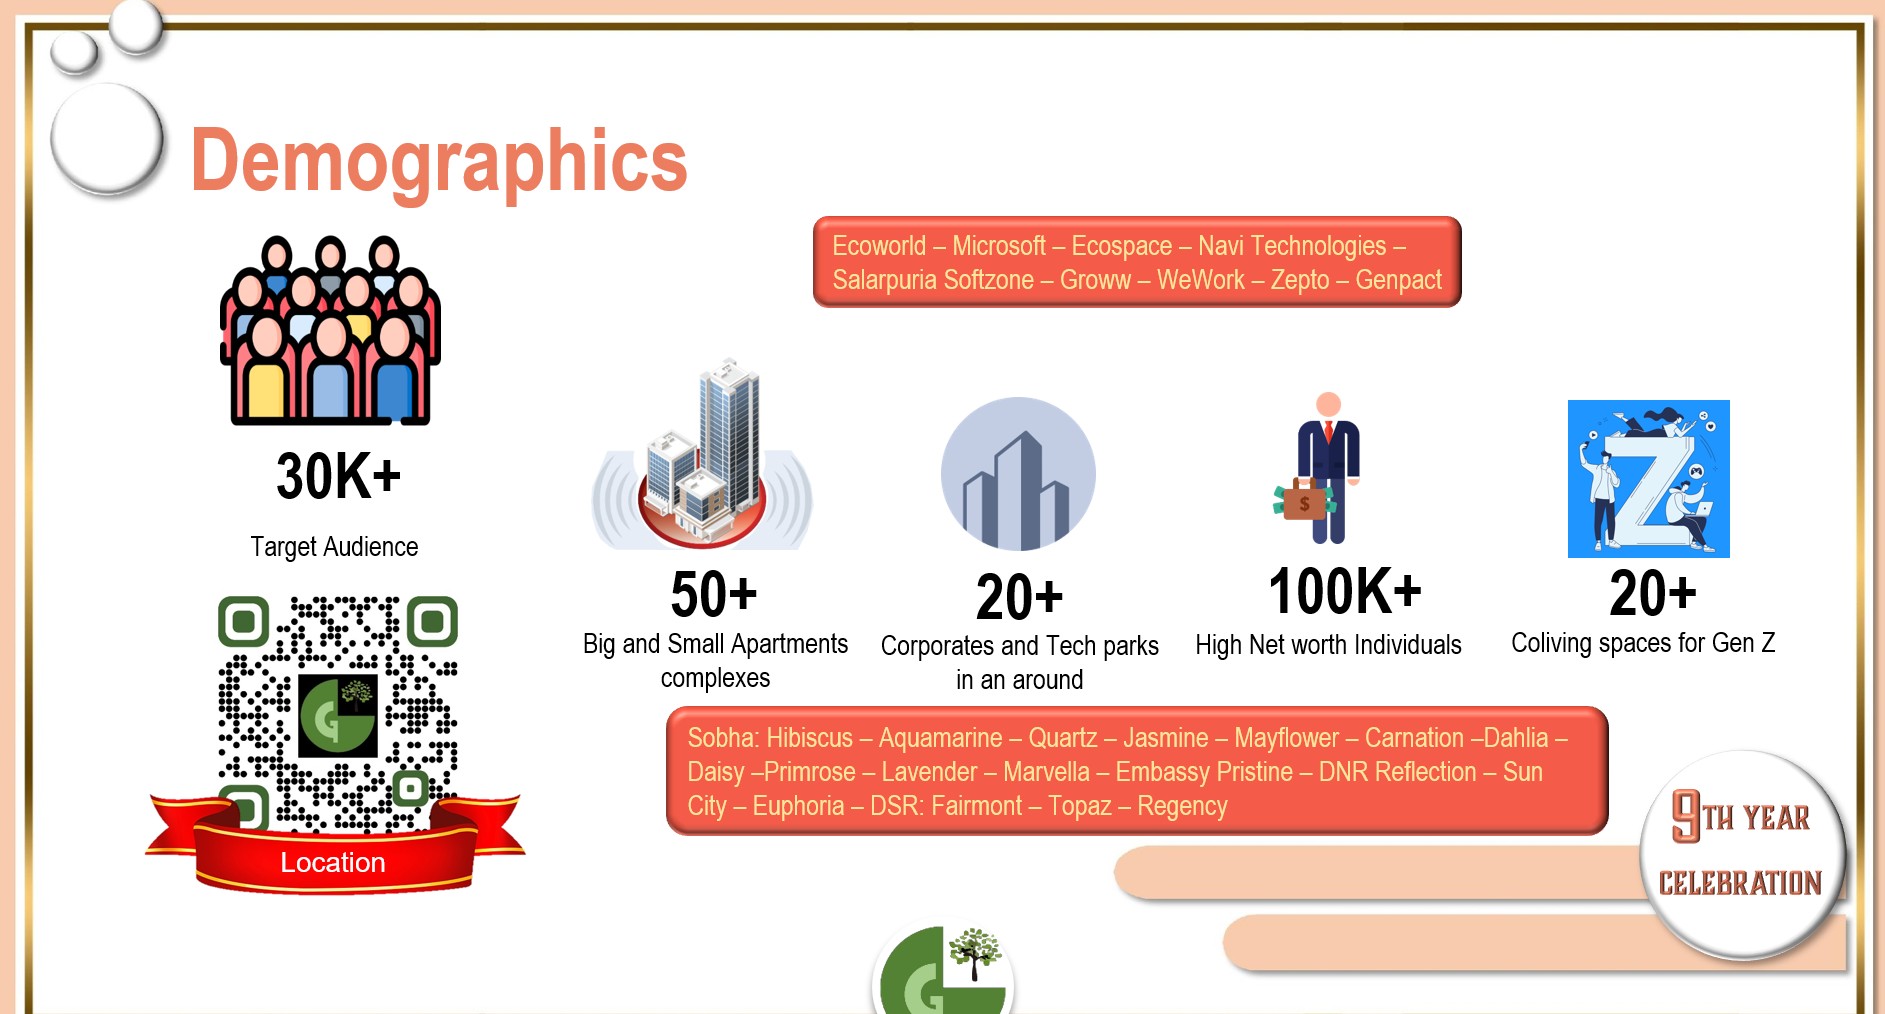 Demographics
Ecoworld – Microsoft – Ecospace – Navi Technologies –
Salarpuria Softzone – Groww – WeWork – Zepto – Genpact
30K+
Target Audience
50+
Big and Small Apartments
complexes
20+
Corporates and Tech parks
in an around
$
100K+
High Net worth Individuals
Z
20+
Coliving spaces for Gen Z
G
Location
Sobha: Hibiscus – Aquamarine – Quartz – Jasmine – Mayflower – Carnation –Dahlia –
Daisy –Primrose – Lavender – Marvella – Embassy Pristine – DNR Reflection – Sun
City – Euphoria – DSR: Fairmont – Topaz – Regency
9TH YEAR
CELEBRATION
G